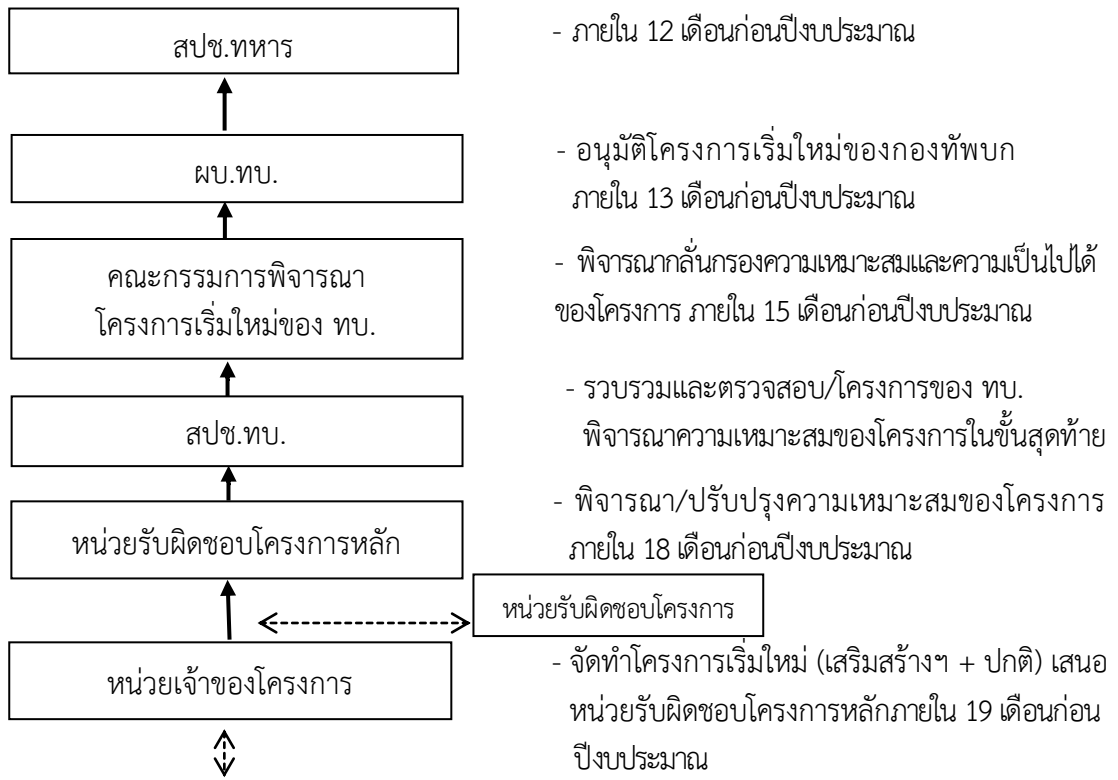 สปช.ทหาร
- ภายใน 12 เดือนก่อนปีงบประมาณ
ผบ.ทบ.
- อนุมัติโครงการเริ่มใหม่ของกองทัพบก
ภายใน 13 เดือนก่อนปีงบประมาณ
คณะกรรมการพิจารณา
โครงการเริ่มใหม่ของ ทบ.
- พิจารณากลั่นกรองความเหมาะสมและความเป็นไปได้
ของโครงการ ภายใน 15 เดือนก่อนปีงบประมาณ
สปช.ทบ.
- รวบรวมและตรวจสอบ/โครงการของ ทบ.
พิจารณาความเหมาะสมของโครงการในขั้นสุดท้าย
หน่วยรับผิดชอบโครงการหลัก
- พิจารณา/ปรับปรุงความเหมาะสมของโครงการ
ภายใน 18 เดือนก่อนปีงบประมาณ
หน่วยรับผิดชอบโครงการ
หน่วยเจ้าของโครงการ
- จัดทำโครงการเริ่มใหม่ (เสริมสร้างฯ + ปกติ) เสนอ
หน่วยรับผิดชอบโครงการหลักภายใน 19 เดือนก่อน
ปีงบประมาณ